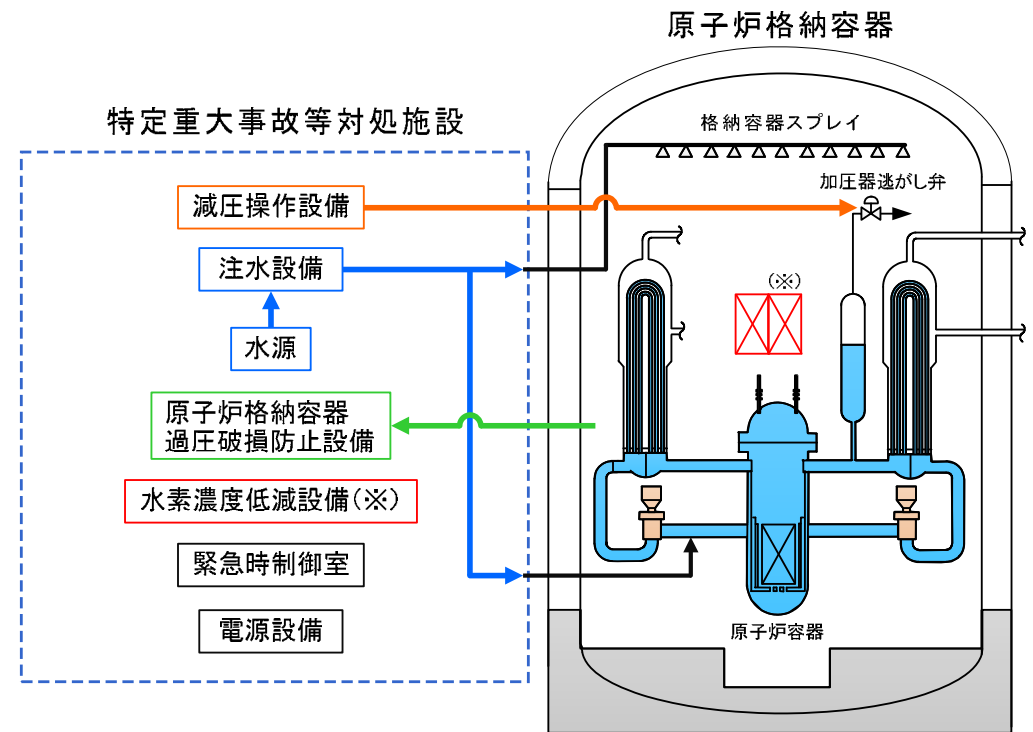 原子炉格納容器
特定重大事故等対処施設
格納容器スプレイ
加圧器逃がし弁
減圧操作設備
注水設備
(※)
水源
原子炉格納容器
過圧破損防止設備
水素濃度低減設備(※)
緊急時制御室
電源設備
原子炉容器